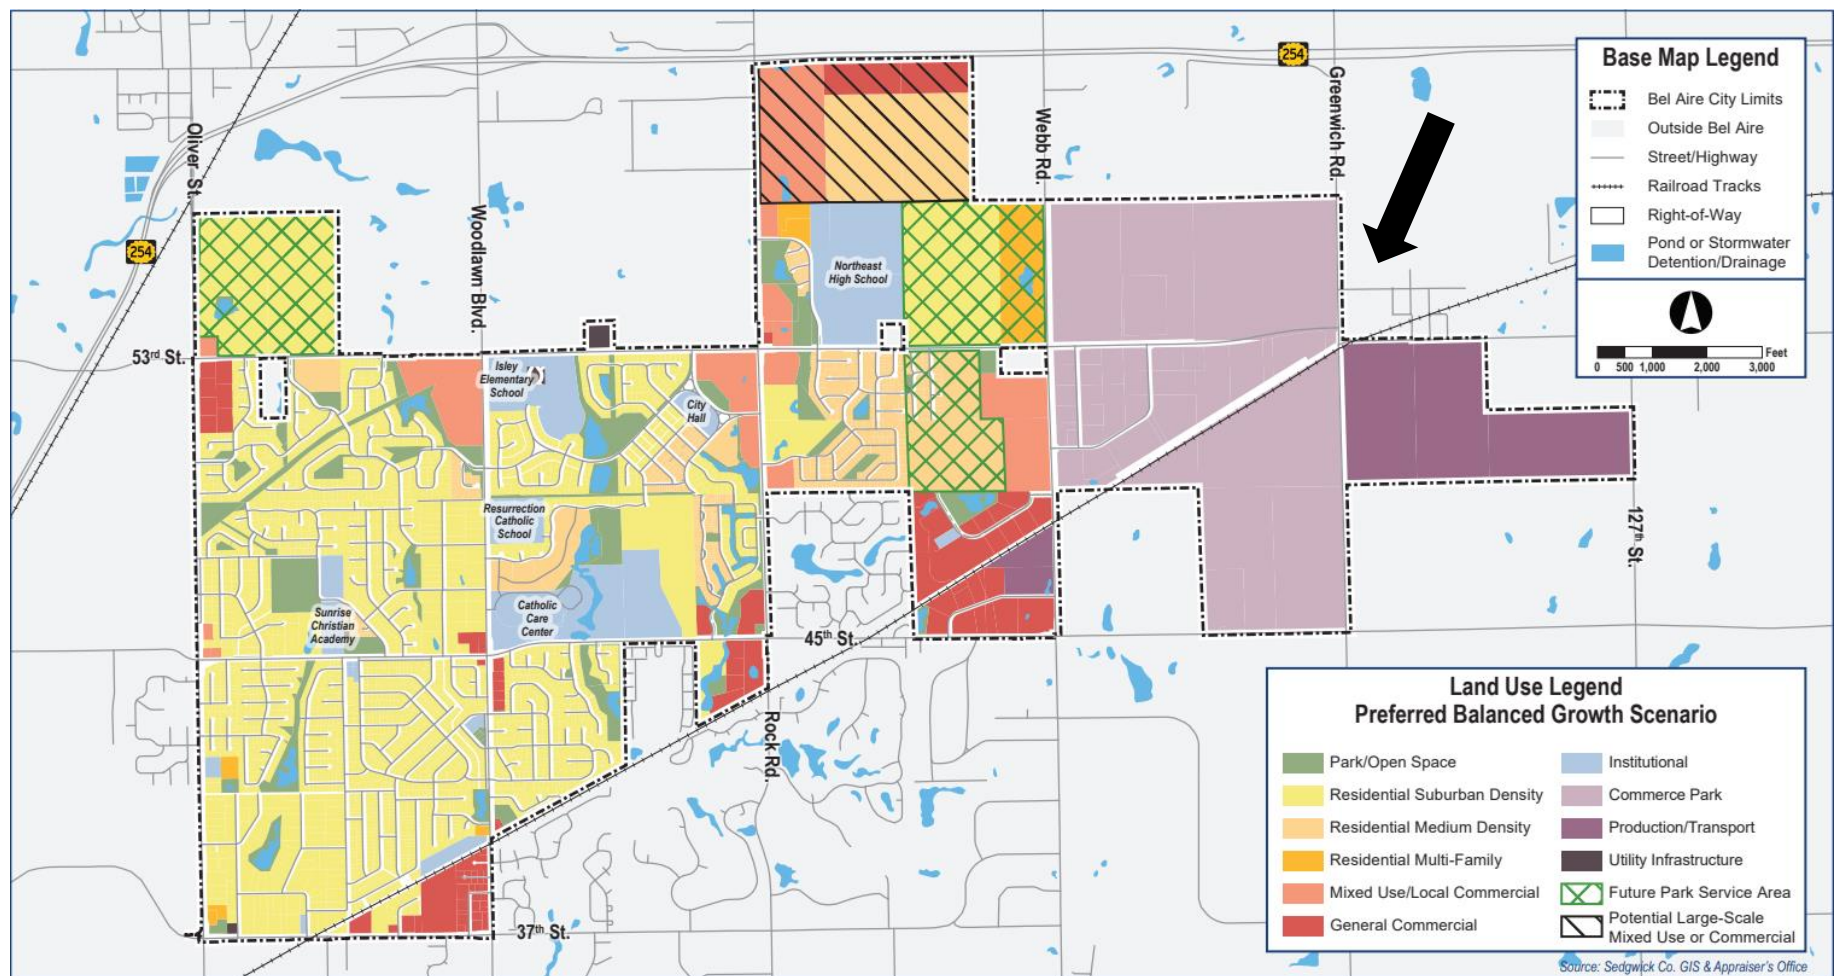 254
Greenwich Rd.
Webb Rd.
Oliver St.
Woodlawn Blvd.
254
Northeast
High School
53rd St.
Isley
Elementary
School
City
Hall
Resurrection
Catholic
School
127th St.
Sunrise
Christian
Academy
Catholic
Care
Center
45th St.
Rock Rd.
37th St.
Base Map Legend
Bel Aire City Limits
Outside Bel Aire
Street/Highway
Railroad Tracks
Right-of-Way
Pond or Stormwater
Detention/Drainage
Feet
0 500 1,000 2,000 3,000
Land Use Legend
Preferred Balanced Growth Scenario
Park/Open Space
Residential Suburban Density
Residential Medium Density
Residential Multi-Family
Mixed Use/Local Commercial
General Commercial
Institutional
Commerce Park
Production/Transport
Utility Infrastructure
Future Park Service Area
Potential Large-Scale
Mixed Use or Commercial
Source: Sedgwick Co. GIS & Appraiser's Office